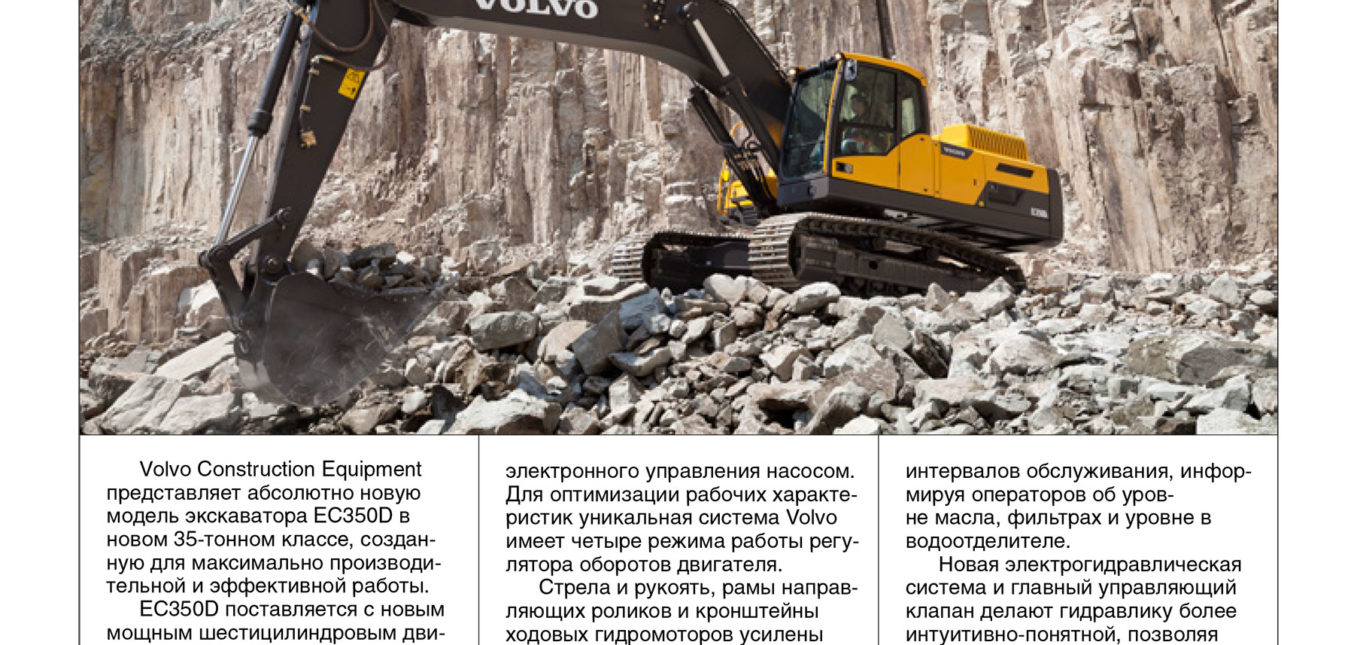 VOLVO
VOLVO
Volvo Construction Equipment
представляет абсолютно новую
модель экскаватора EC350D в
новом 35-тонном классе, создан-
ную для максимально производи-
тельной и эффективной работы.
EC350D поставляется с новым
мощным шестицилиндровым дви-
электронного управления насосом.
Для оптимизации рабочих характе-
ристик уникальная система Volvo
имеет четыре режима работы регу-
лятора оборотов двигателя.
Стрела и рукоять, рамы направ-
ляющих роликов и кронштейны
ходовых гидромоторов усилены
интервалов обслуживания, инфор-
мируя операторов об уров-
не масла, фильтрах и уровне в
водоотделителе.
Новая электрогидравлическая
система и главный управляющий
клапан делают гидравлику более
интуитивно-понятной, позволяя